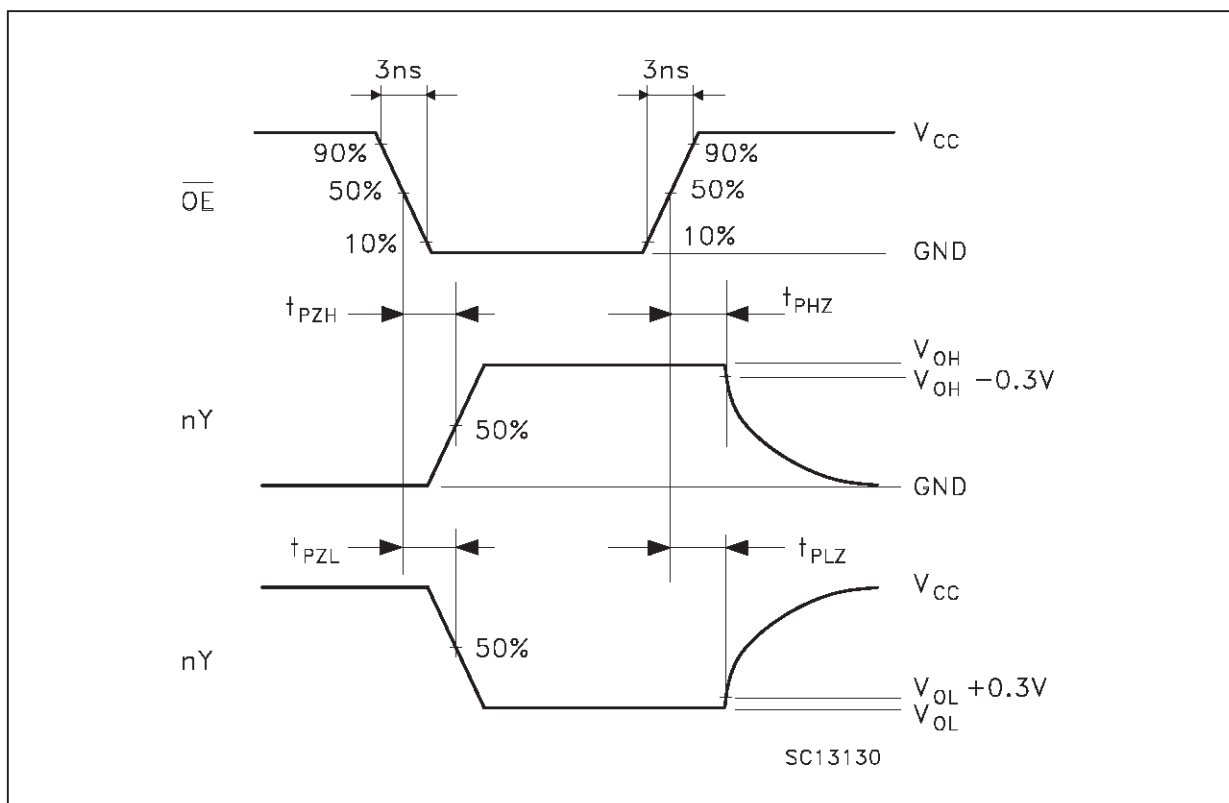 3ns 3ns
V_CC
90% 90%
O̅E̅ 50% 50%
10% 10%
GND
t_PZH t_PHZ
V_OH
V_OH −0.3V
nY 50%
GND
t_PZL t_PLZ
V_CC
50%
nY
V_OL +0.3V
V_OL
SC13130